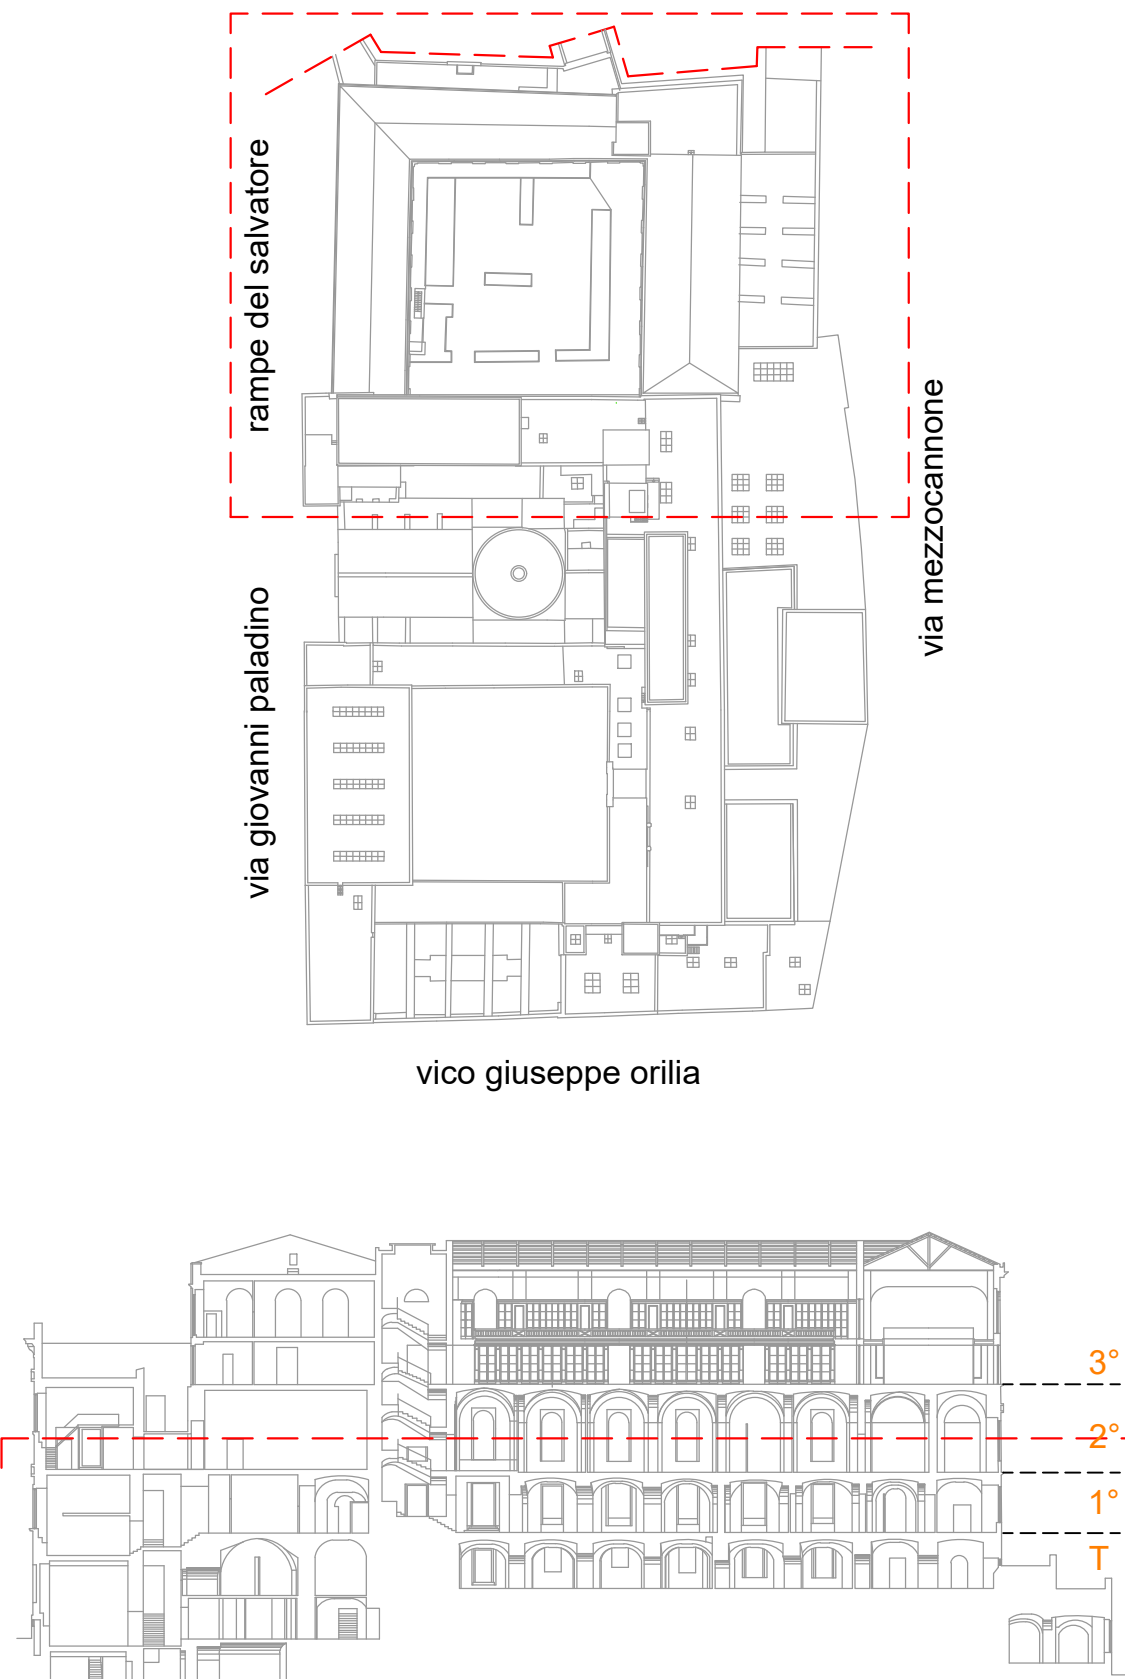 rampe del salvatore
via mezzocannone
via giovanni paladino
vico giuseppe orilia
3°
2°
1°
T